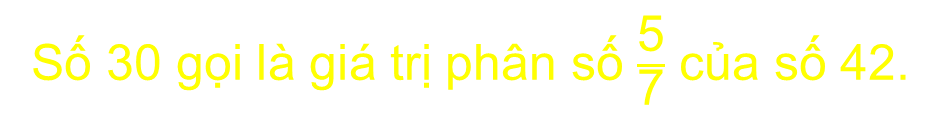 Số 30 gọi là giá trị phân số 5/7 của số 42.